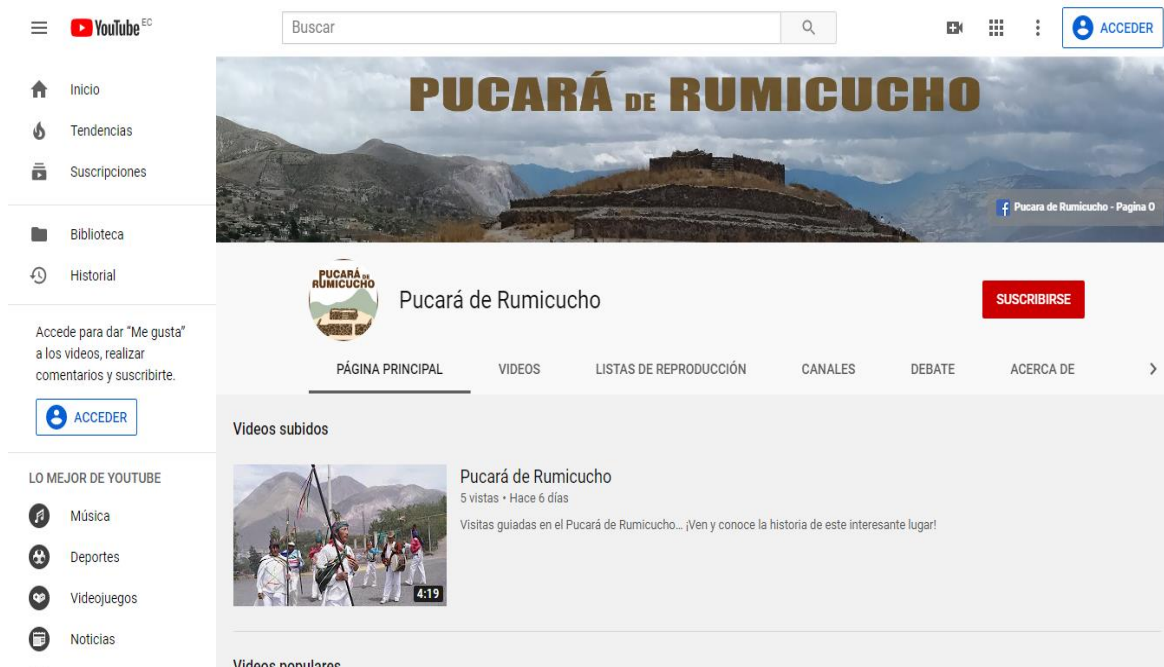 YouTube EC
Buscar
ACCEDER
Inicio
Tendencias
Suscripciones
Biblioteca
Historial
Accede para dar “Me gusta”
a los videos, realizar
comentarios y suscribirte.
ACCEDER
LO MEJOR DE YOUTUBE
Música
Deportes
Videojuegos
Noticias
PUCARÁ DE RUMICUCHO
Pucara de Rumicucho - Pagina O
PUCARÁ DE
RUMICUCHO
Pucará de Rumicucho
SUSCRIBIRSE
PÁGINA PRINCIPAL VIDEOS LISTAS DE REPRODUCCIÓN CANALES DEBATE ACERCA DE
Videos subidos
4:19
Pucará de Rumicucho
5 vistas • Hace 6 días
Visitas guiadas en el Pucará de Rumicucho... ¡Ven y conoce la historia de este interesante lugar!
Videos populares